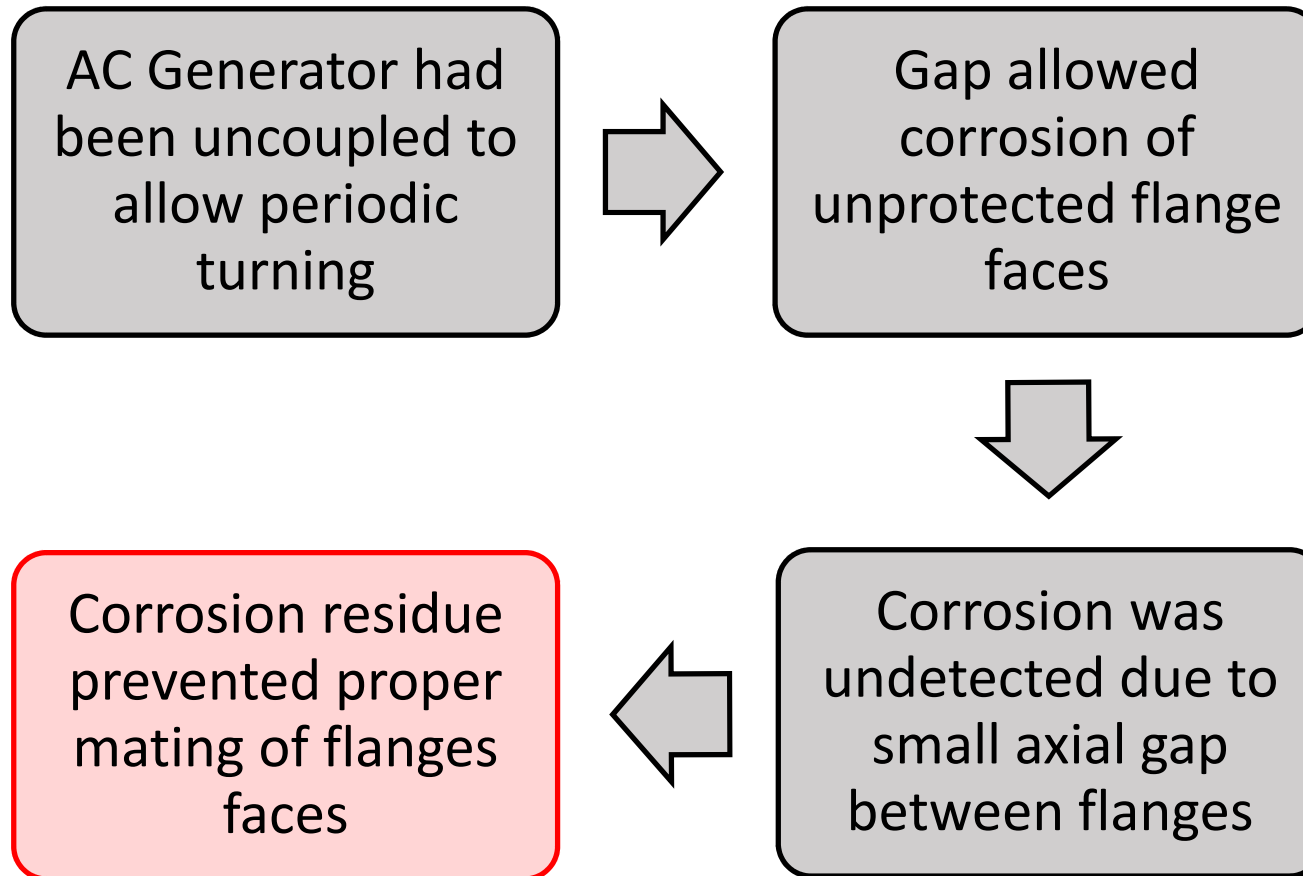 AC Generator had
been uncoupled to
allow periodic
turning
Gap allowed
corrosion of
unprotected flange
faces
Corrosion was
undetected due to
small axial gap
between flanges
Corrosion residue
prevented proper
mating of flanges
faces